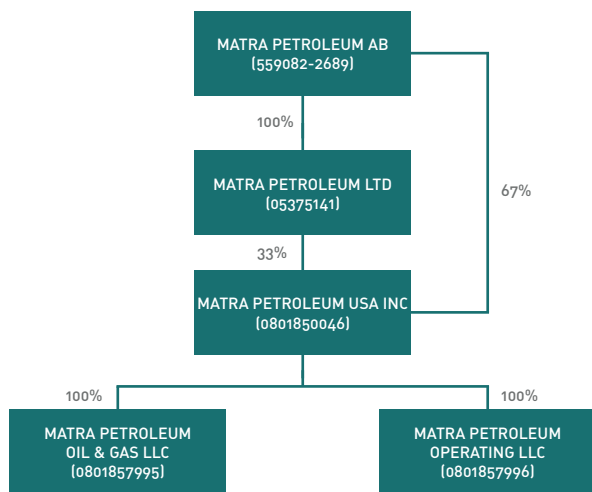 MATRA PETROLEUM AB
(559082-2689)
100%
MATRA PETROLEUM LTD
(05375141)
67%
33%
MATRA PETROLEUM USA INC
(0801850046)
100%
100%
MATRA PETROLEUM
OIL & GAS LLC
(0801857995)
MATRA PETROLEUM
OPERATING LLC
(0801857996)